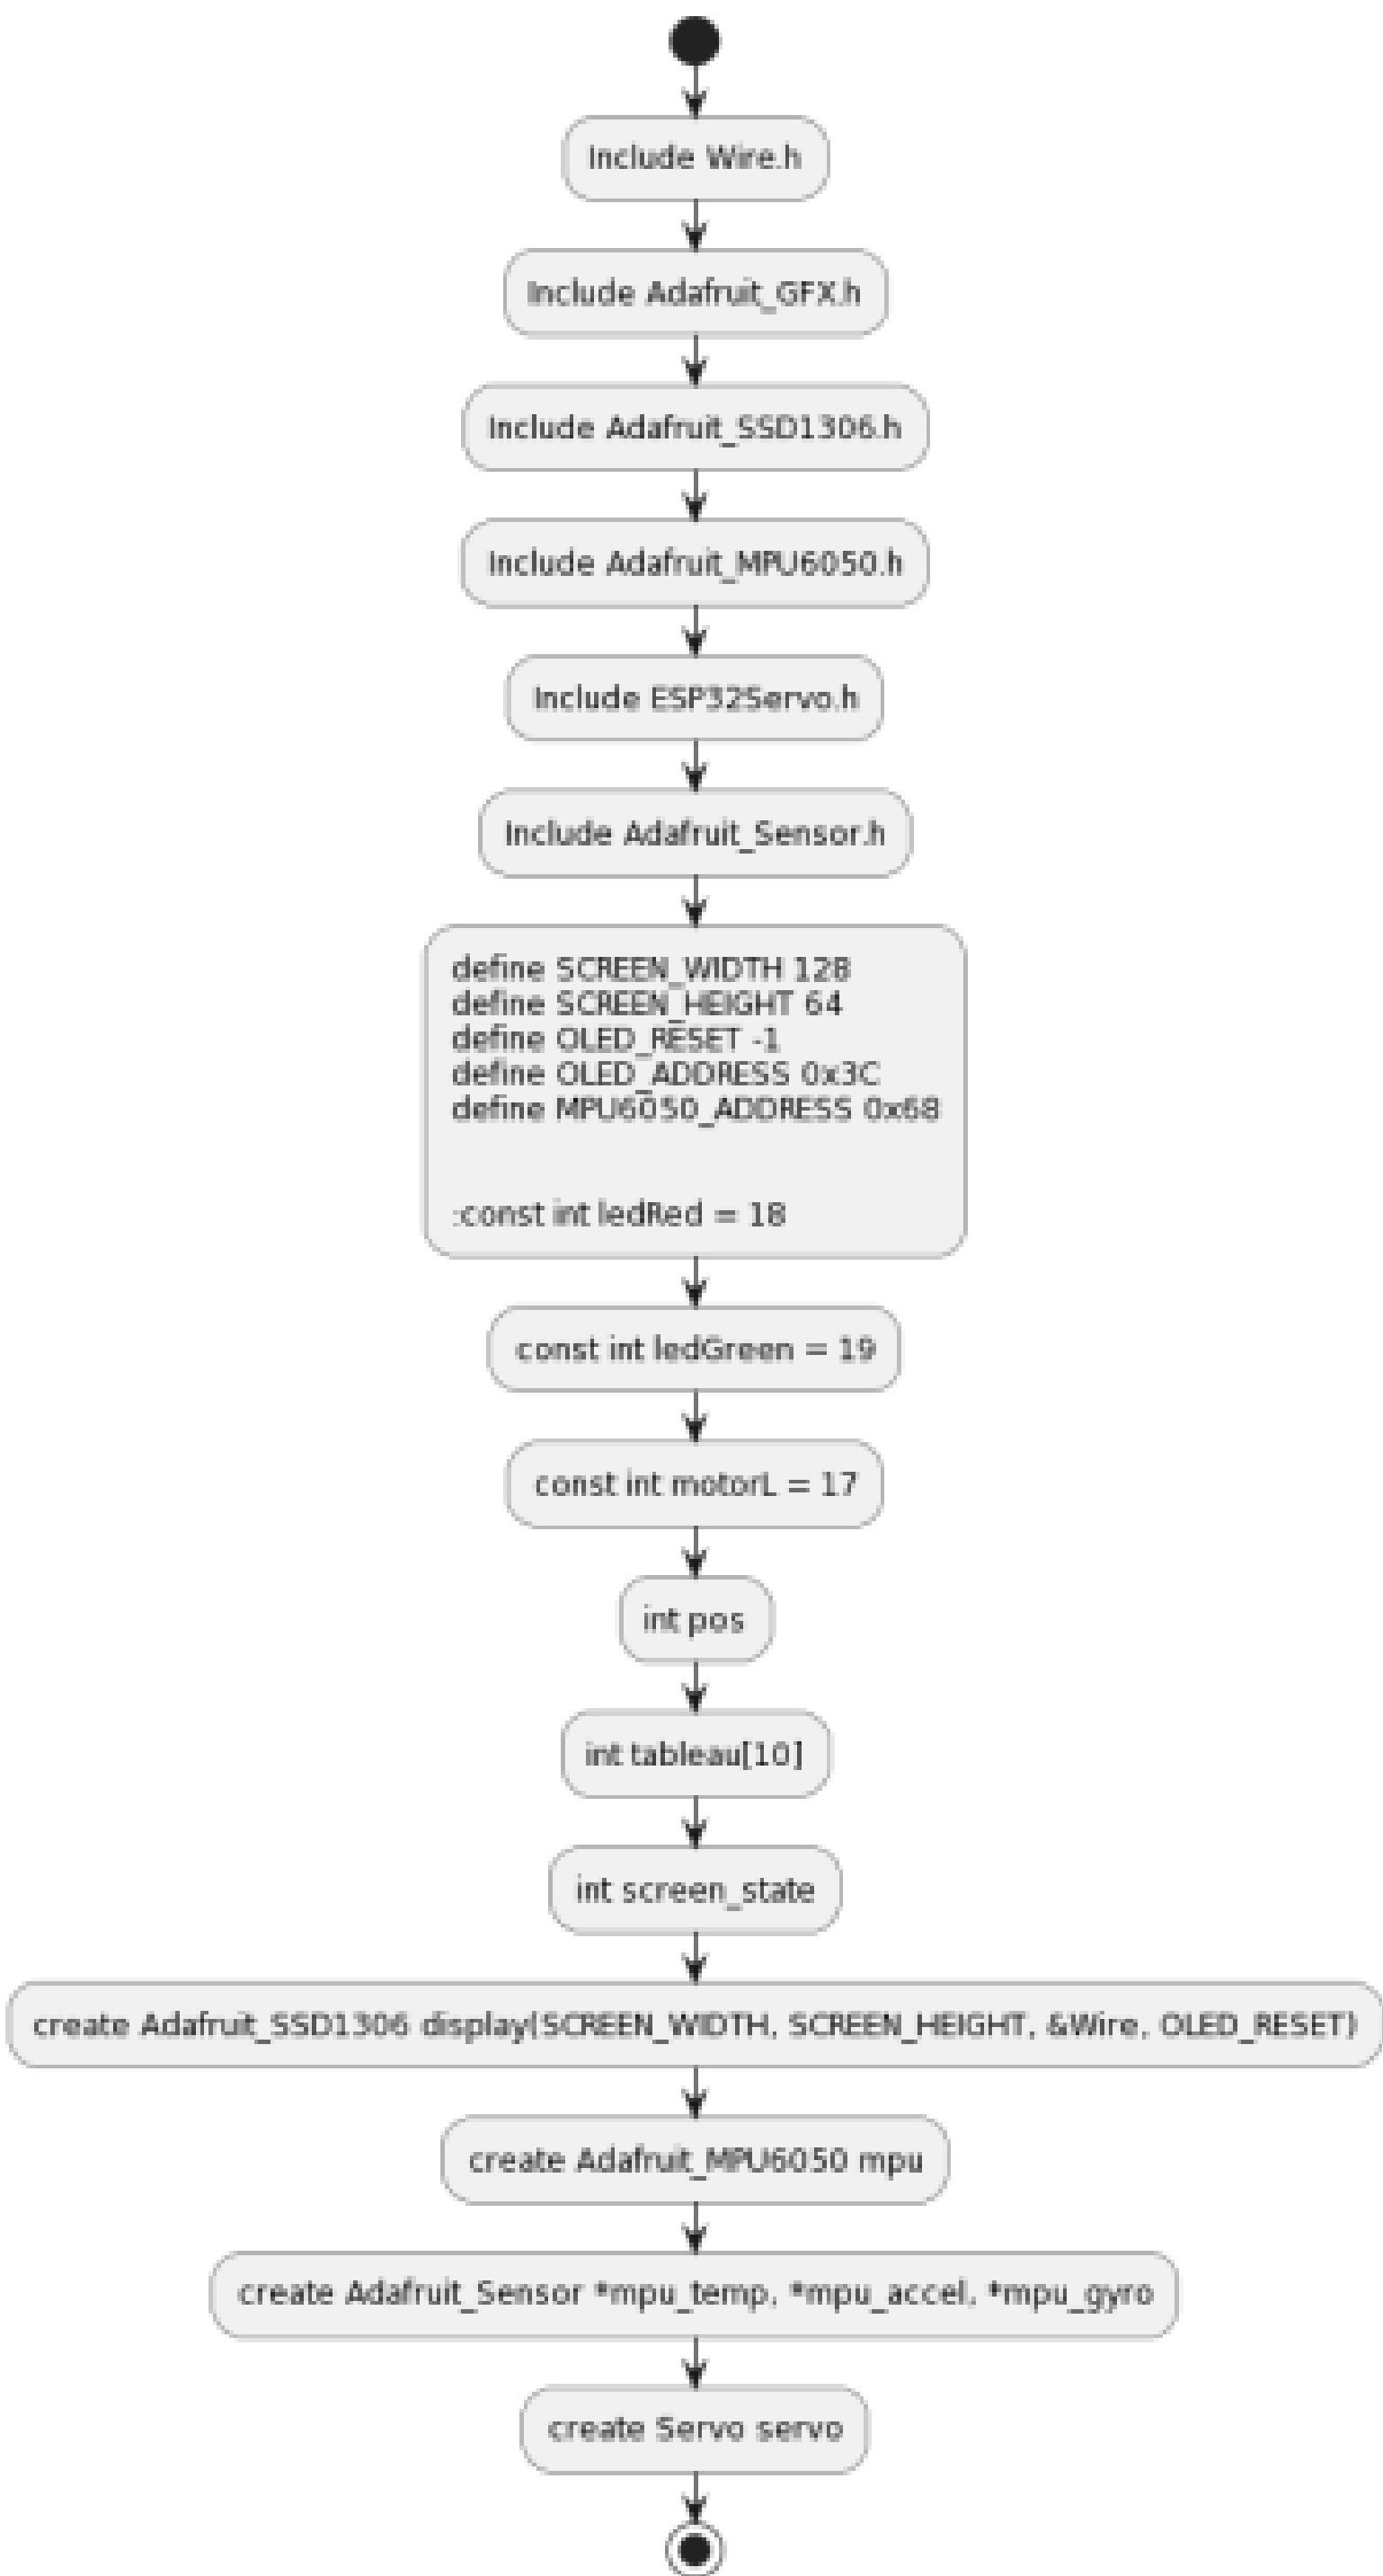 Include Wire.h
Include Adafruit_GFX.h
Include Adafruit_SSD1306.h
Include Adafruit_MPU6050.h
Include ESP32Servo.h
Include Adafruit_Sensor.h
define SCREEN_WIDTH 128
define SCREEN_HEIGHT 64
define OLED_RESET -1
define OLED_ADDRESS 0x3C
define MPU6050_ADDRESS 0x68
:const int ledRed = 18
const int ledGreen = 19
const int motorL = 17
int pos
int tableau[10]
int screen_state
create Adafruit_SSD1306 display(SCREEN_WIDTH, SCREEN_HEIGHT, &Wire, OLED_RESET)
create Adafruit_MPU6050 mpu
create Adafruit_Sensor *mpu_temp, *mpu_accel, *mpu_gyro
create Servo servo